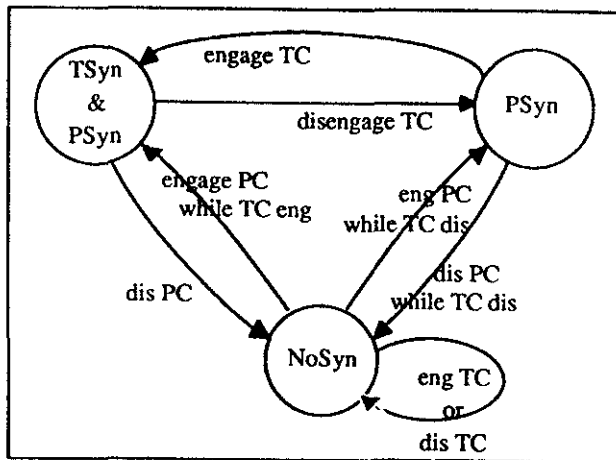 engage TC
TSyn
&
PSyn
PSyn
disengage TC
engage PC
while TC eng
eng PC
while TC dis
dis PC
dis PC
while TC dis
NoSyn
eng TC
or
dis TC